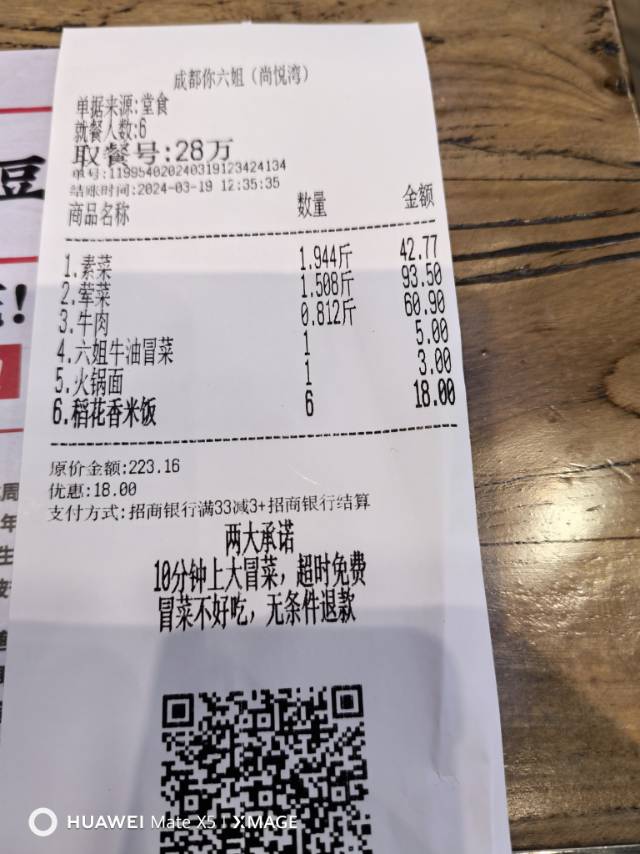 成都你六姐（尚悦湾）
单据来源:堂食
就餐人数:6
取餐号:28万
单号:119954020240319123424134
结账时间:2024-03-19 12:35:35
商品名称 数量 金额
1.素菜 1.944斤 42.77
2.荤菜 1.508斤 93.50
3.牛肉 0.812斤 60.90
4.六姐牛油冒菜 1 5.00
5.火锅面 1 3.00
6.稻花香米饭 6 18.00
原价金额:223.16
优惠:18.00
支付方式:招商银行满33减3+招商银行结算
两大承诺
10分钟上大冒菜，超时免费
冒菜不好吃，无条件退款
豆
!
周
年
生
HUAWEI Mate X5 | XMAGE